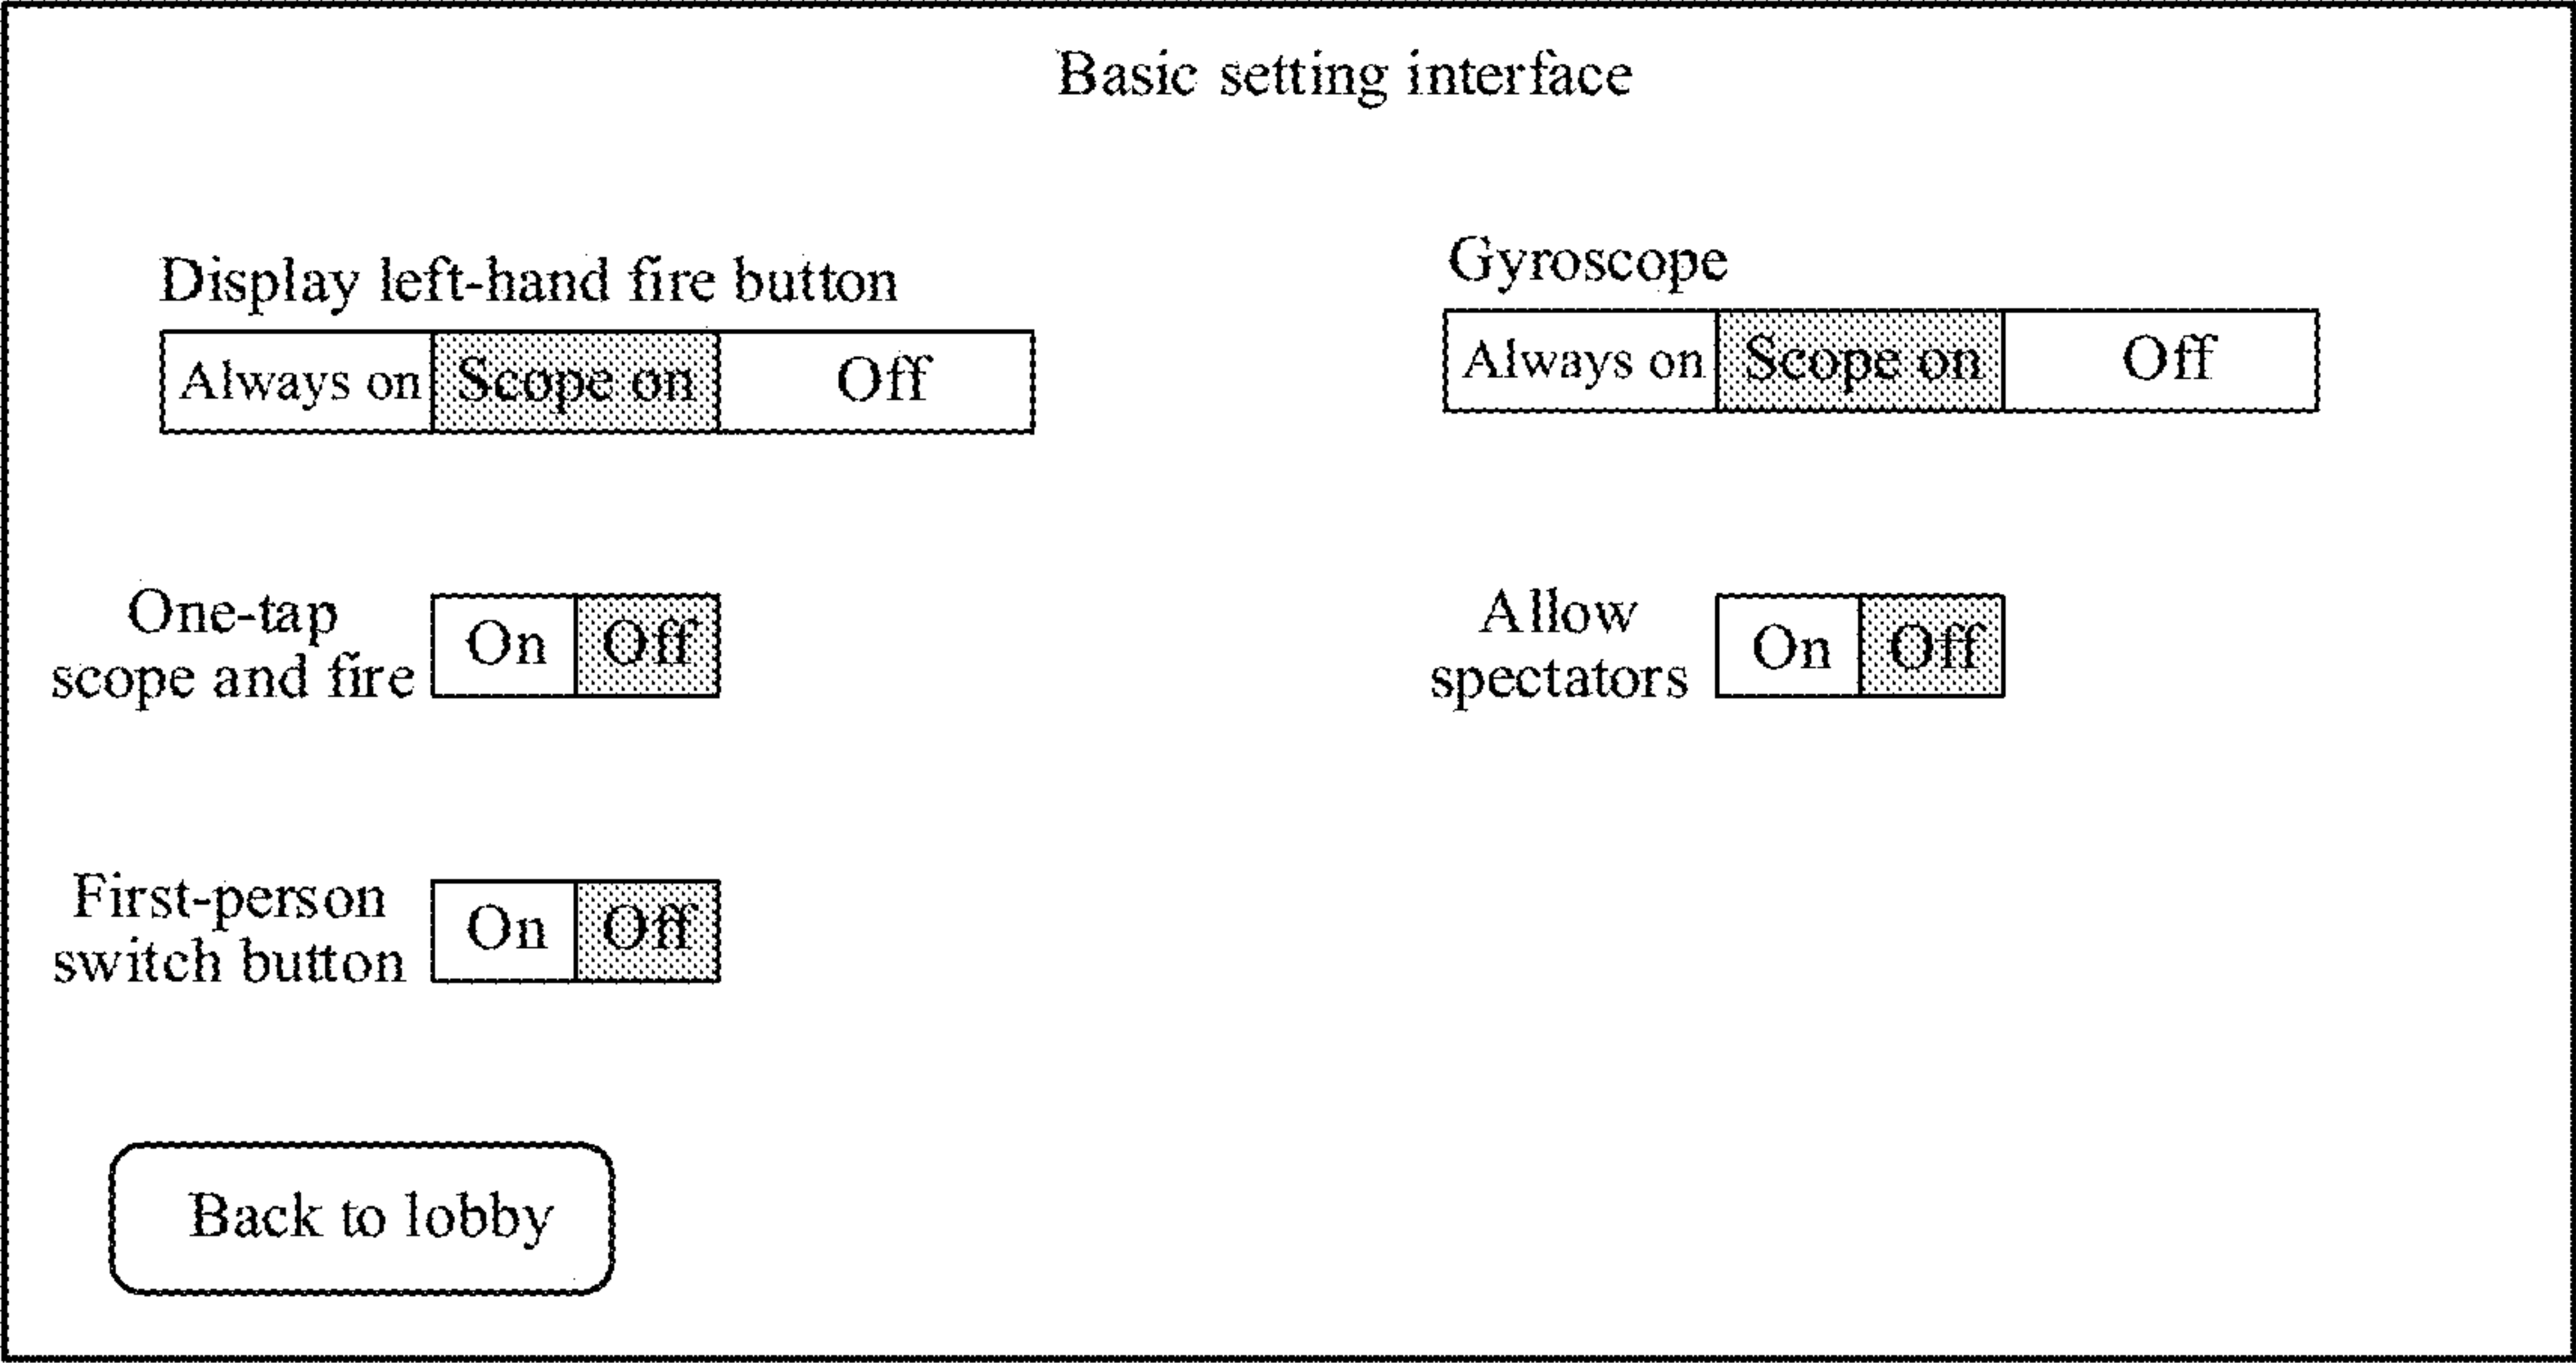 Basic setting interface
Display left-hand fire button
Always on Scope on Off
Gyroscope
Always on Scope on Off
One-tap
scope and fire
On Off
Allow
spectators
On Off
First-person
switch button
On Off
Back to lobby